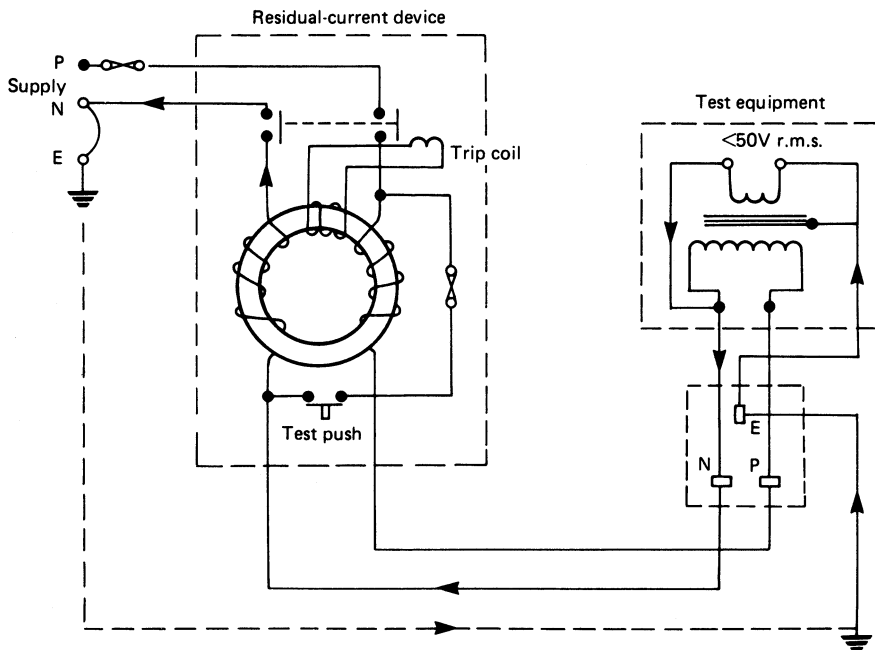 Residual-current device
P
Supply
N
E
Trip coil
Test push
Test equipment
<50V r.m.s.
E
N P